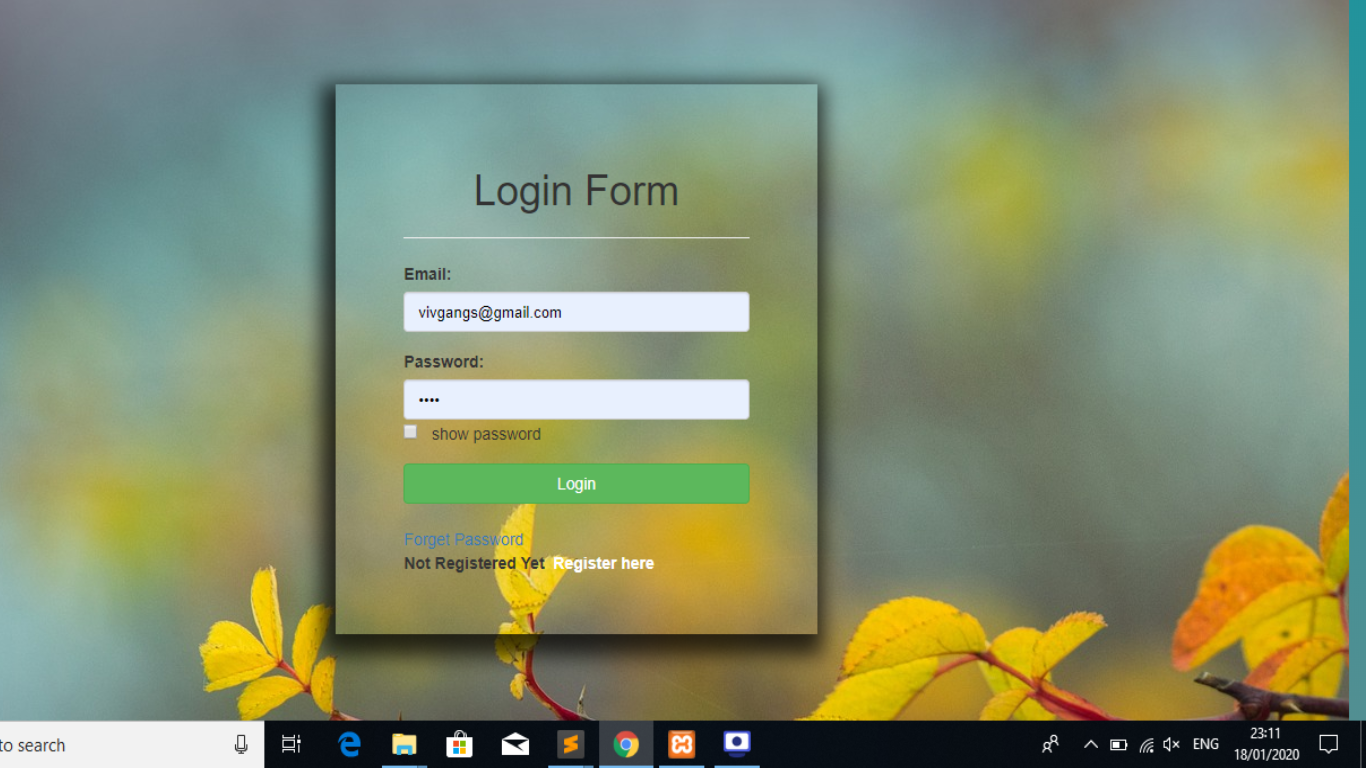 Login Form
Email:
vivgangs@gmail.com
Password:
••••
show password
Login
Forget Password
Not Registered Yet Register here
to search
ENG
23:11
18/01/2020